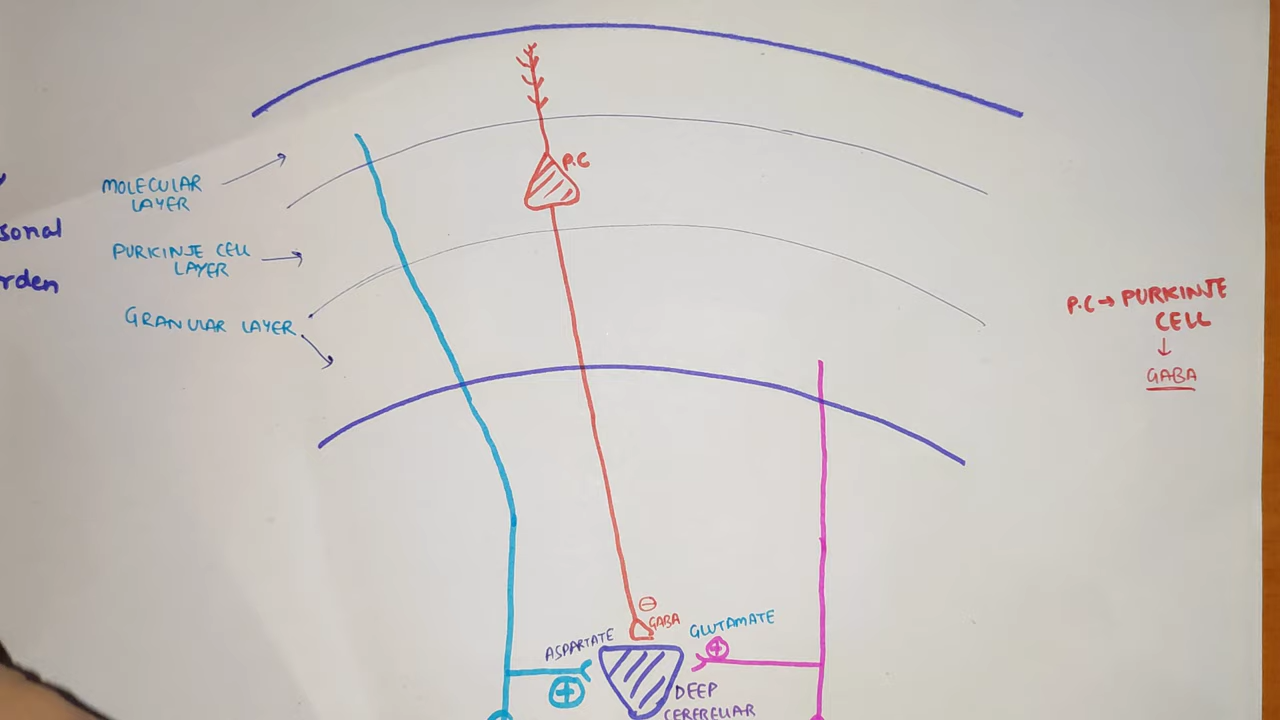 sonal
rden
MOLECULAR
LAYER
PURKINJE CELL
LAYER
GRANULAR LAYER
P.C
P.C → PURKINJE
CELL
↓
GABA
⊖
GABA
ASPARTATE
GLUTAMATE
+
+
DEEP
CEREBELLAR